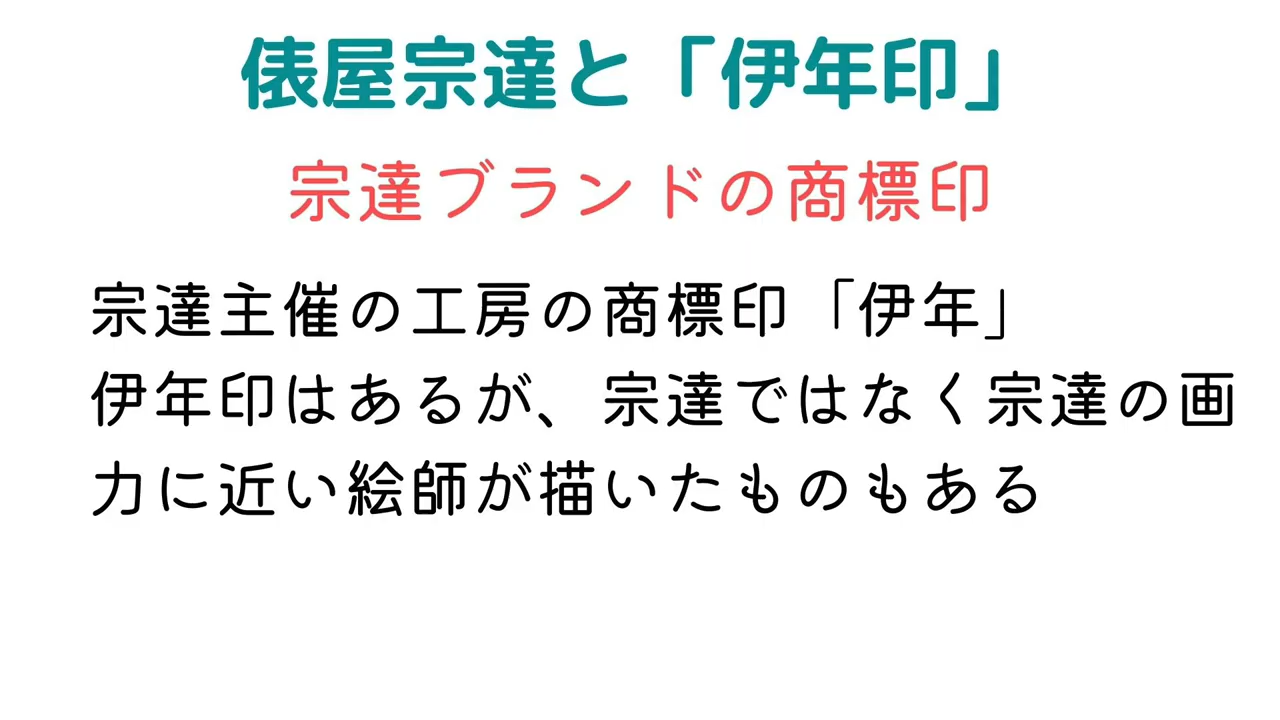 俵屋宗達と「伊年印」
宗達ブランドの商標印
宗達主催の工房の商標印「伊年」
伊年印はあるが、宗達ではなく宗達の画
力に近い絵師が描いたものもある